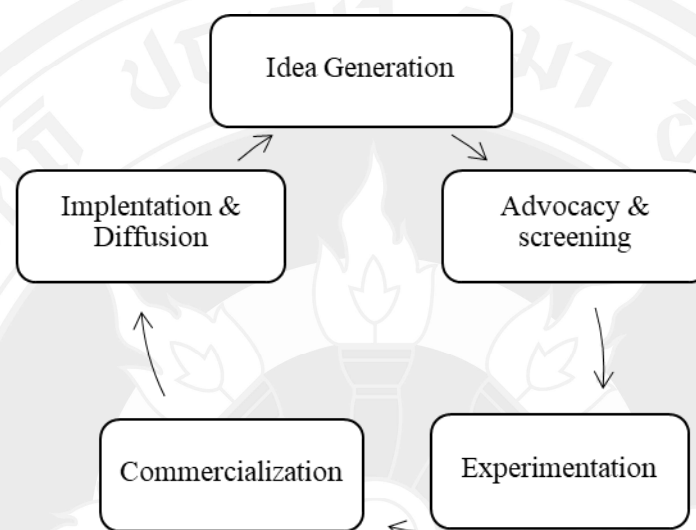 Idea Generation
Advocacy &
screening
Experimentation
Commercialization
Implentation &
Diffusion